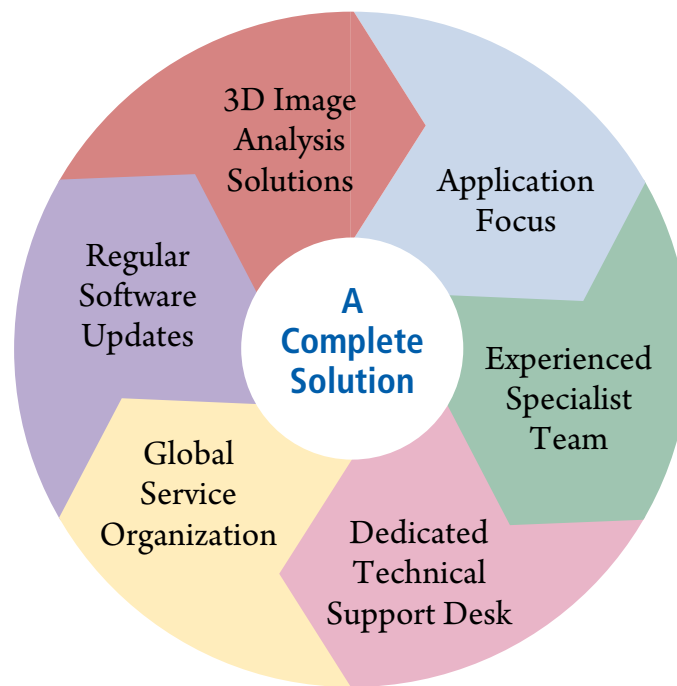 3D Image
Analysis
Solutions
Application
Focus
Experienced
Specialist
Team
Dedicated
Technical
Support Desk
Global
Service
Organization
Regular
Software
Updates
A
Complete
Solution